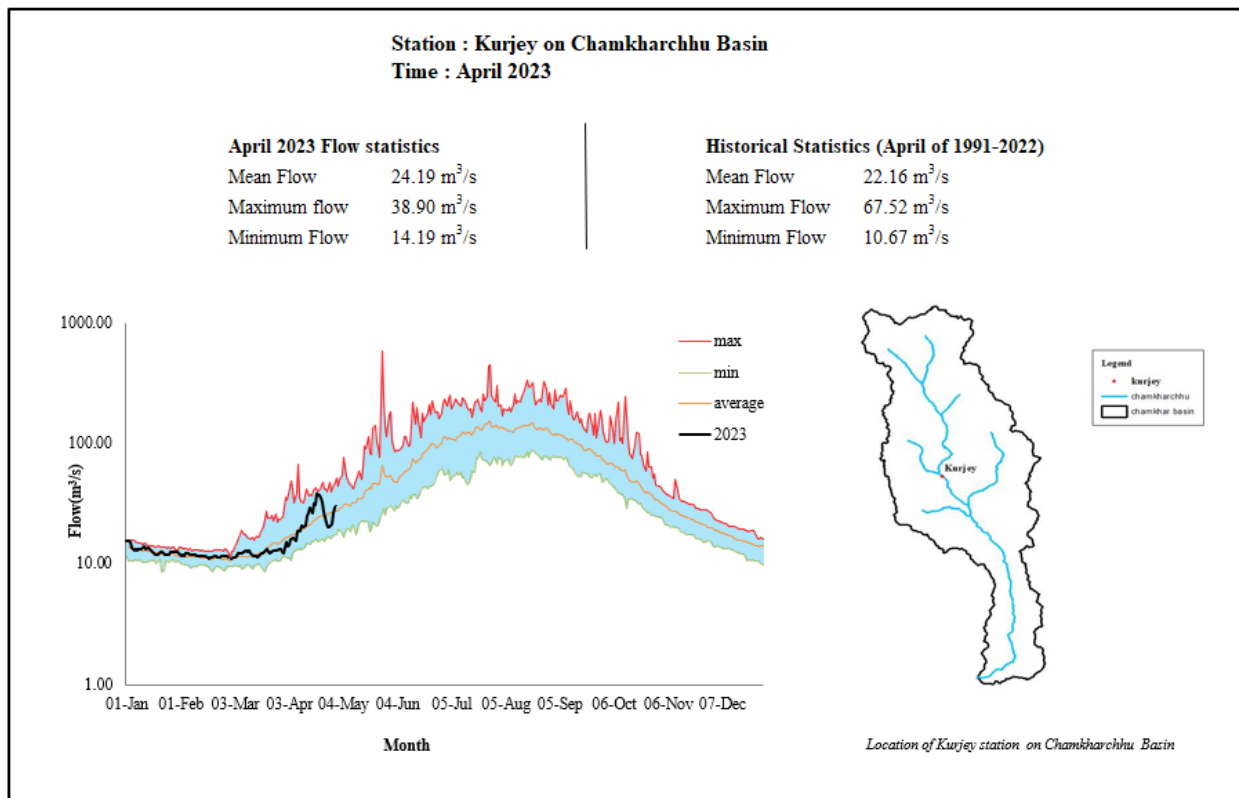 Station : Kurjey on Chamkharchhu Basin
Time : April 2023
April 2023 Flow statistics
Mean Flow 24.19 m³/s
Maximum flow 38.90 m³/s
Minimum Flow 14.19 m³/s
Historical Statistics (April of 1991-2022)
Mean Flow 22.16 m³/s
Maximum Flow 67.52 m³/s
Minimum Flow 10.67 m³/s
1000.00
100.00
10.00
1.00
Flow(m³/s)
01-Jan 01-Feb 03-Mar 03-Apr 04-May 04-Jun 05-Jul 05-Aug 05-Sep 06-Oct 06-Nov 07-Dec
Month
max
min
average
2023
Kurjey
Legend
kurjey
chamkharchhu
chamkhar basin
Location of Kurjey station on Chamkharchhu Basin